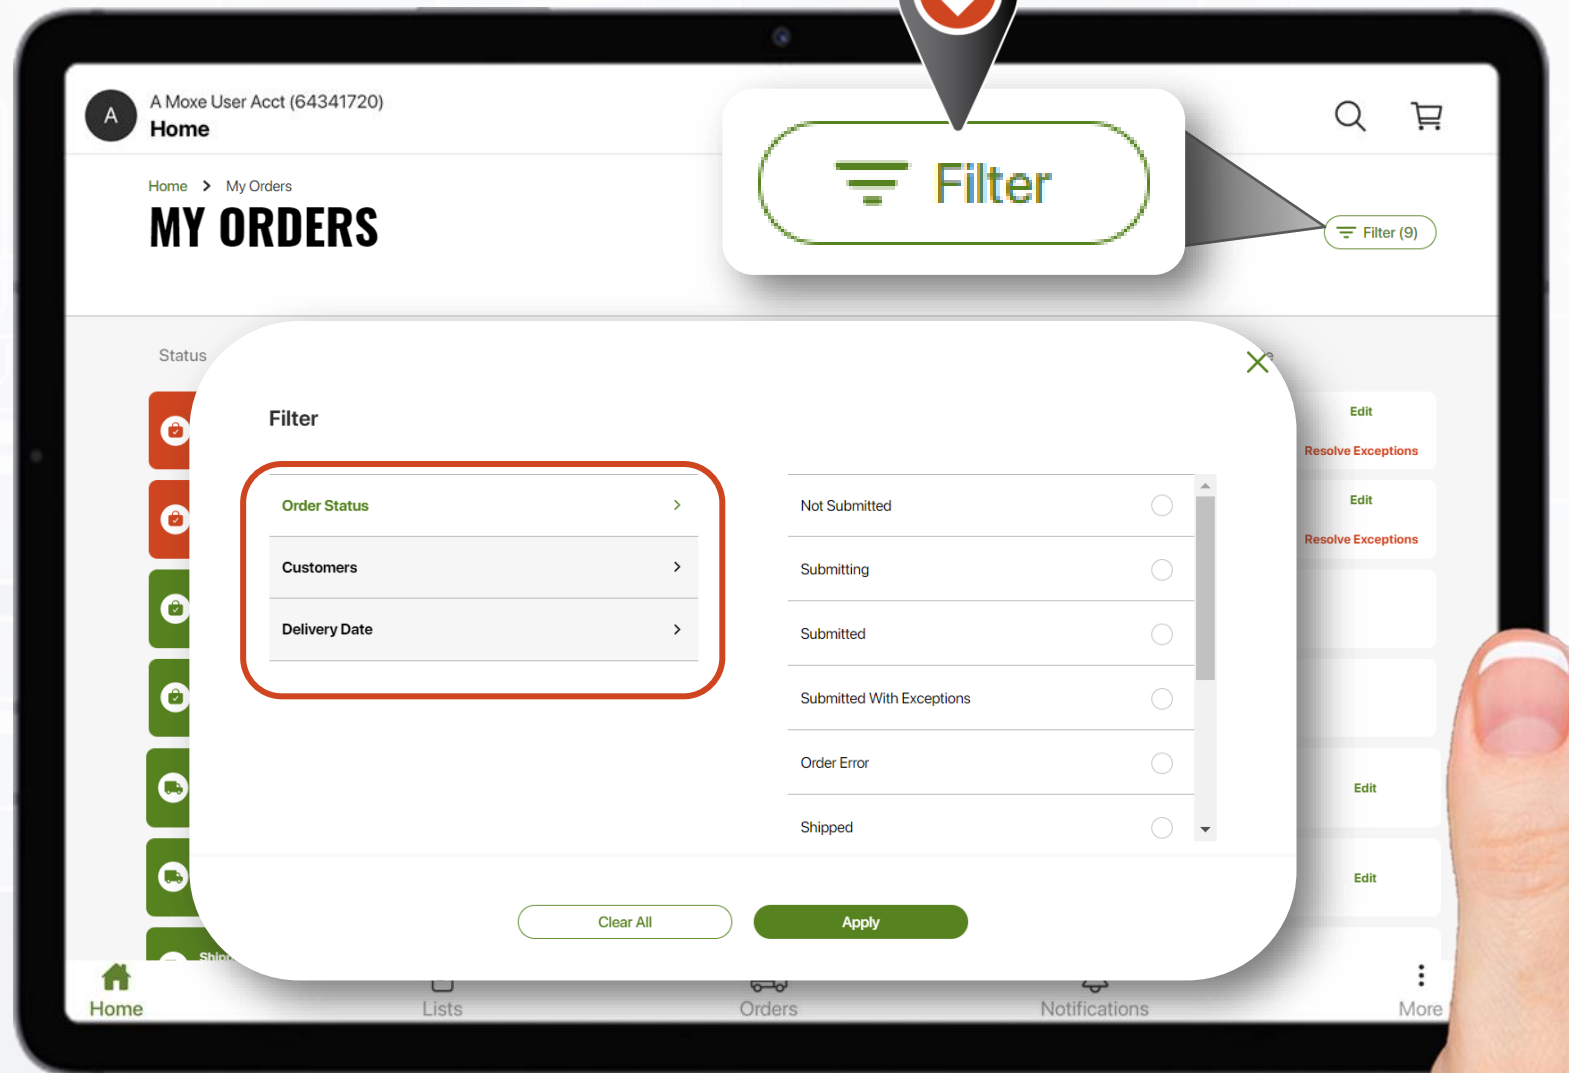 A
A Moxe User Acct (64341720)
Home
Home > My Orders
MY ORDERS
Filter
Filter (9)
Status
Filter
Order Status
Customers
Delivery Date
Not Submitted
Submitting
Submitted
Submitted With Exceptions
Order Error
Shipped
Clear All
Apply
Edit
Resolve Exceptions
Edit
Resolve Exceptions
Edit
Edit
Home
Lists
Orders
Notifications
More